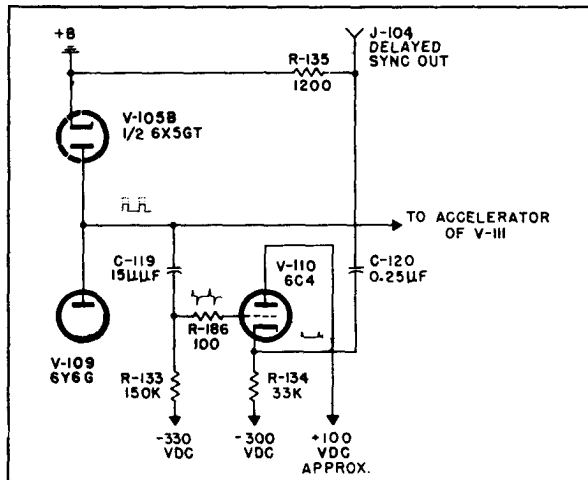 +B
J-104
DELAYED
SYNC OUT
R-135
1200
V-105B
1/2 6X5GT
TO ACCELERATOR
OF V-111
C-119
15μμF
V-110
6C4
C-120
0.25μF
R-186
100
V-109
6Y6G
R-133
150K
R-134
33K
-330
VDC
-300
VDC
+100
VDC
APPROX.